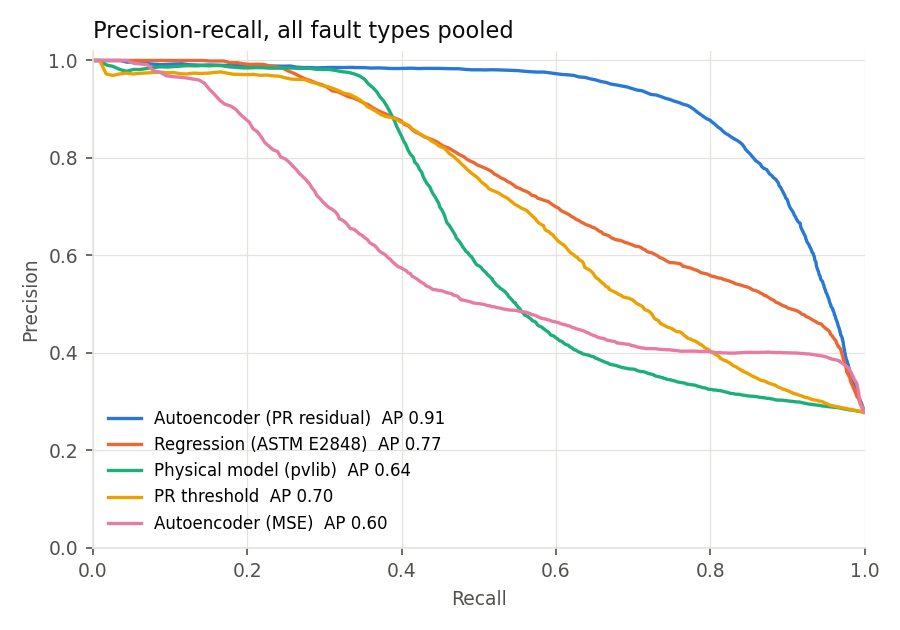 Precision-recall, all fault types pooled
1.0
0.8
0.6
0.4
0.2
0.0
Precision
Autoencoder (PR residual)  AP 0.91
Regression (ASTM E2848)  AP 0.77
Physical model (pvlib)  AP 0.64
PR threshold  AP 0.70
Autoencoder (MSE)  AP 0.60
0.0 0.2 0.4 0.6 0.8 1.0
Recall